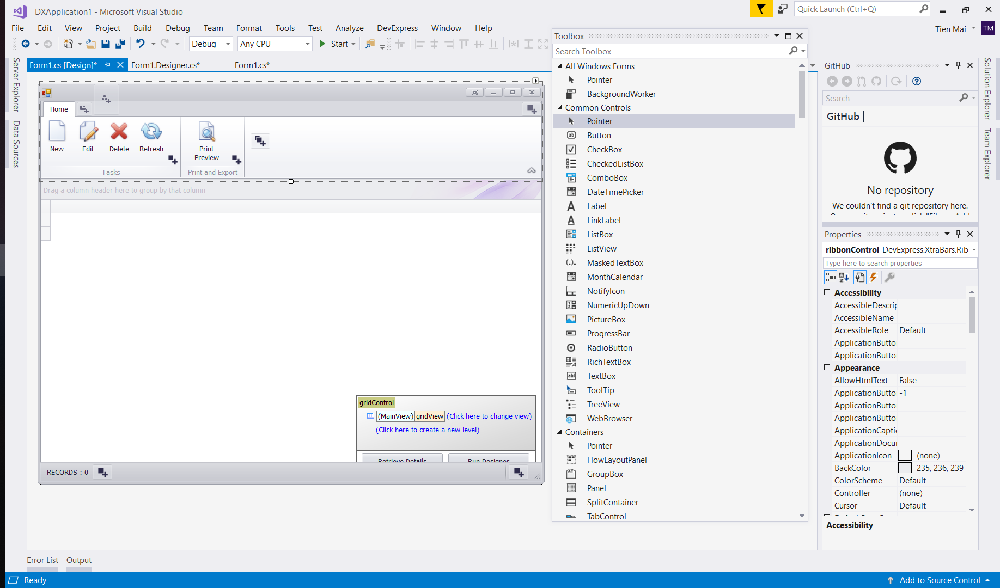 DXApplication1 - Microsoft Visual Studio
Quick Launch (Ctrl+Q)
File Edit View Project Build Debug Team Format Tools Test Analyze DevExpress Window Help
Tien Mai TM
Debug Any CPU Start
Server Explorer
Data Sources
Form1.cs [Design]* Form1.Designer.cs* Form1.cs*
Home
New Edit Delete Refresh Print Preview
Tasks Print and Export
Drag a column header here to group by that column
gridControl
(MainView) gridView (Click here to change view)
(Click here to create a new level)
Retrieve Details Run Designer
RECORDS : 0
Toolbox
Search Toolbox
All Windows Forms
Pointer
BackgroundWorker
Common Controls
Pointer
Button
CheckBox
CheckedListBox
ComboBox
DateTimePicker
Label
LinkLabel
ListBox
ListView
MaskedTextBox
MonthCalendar
NotifyIcon
NumericUpDown
PictureBox
ProgressBar
RadioButton
RichTextBox
TextBox
ToolTip
TreeView
WebBrowser
Containers
Pointer
FlowLayoutPanel
GroupBox
Panel
SplitContainer
TabControl
GitHub
Search
GitHub
No repository
We couldn't find a git repository here.
Properties
ribbonControl DevExpress.XtraBars.Rib
Type here to search properties
Accessibility
AccessibleDescrip
AccessibleName
AccessibleRole Default
ApplicationButto
ApplicationButto
Appearance
AllowHtmlText False
ApplicationButto -1
ApplicationButto
ApplicationButto
ApplicationCapti
ApplicationDocu
ApplicationIcon (none)
BackColor 235, 236, 239
ColorScheme Default
Controller (none)
Cursor Default
Accessibility
Solution Explorer
Team Explorer
Error List Output
Ready
Add to Source Control